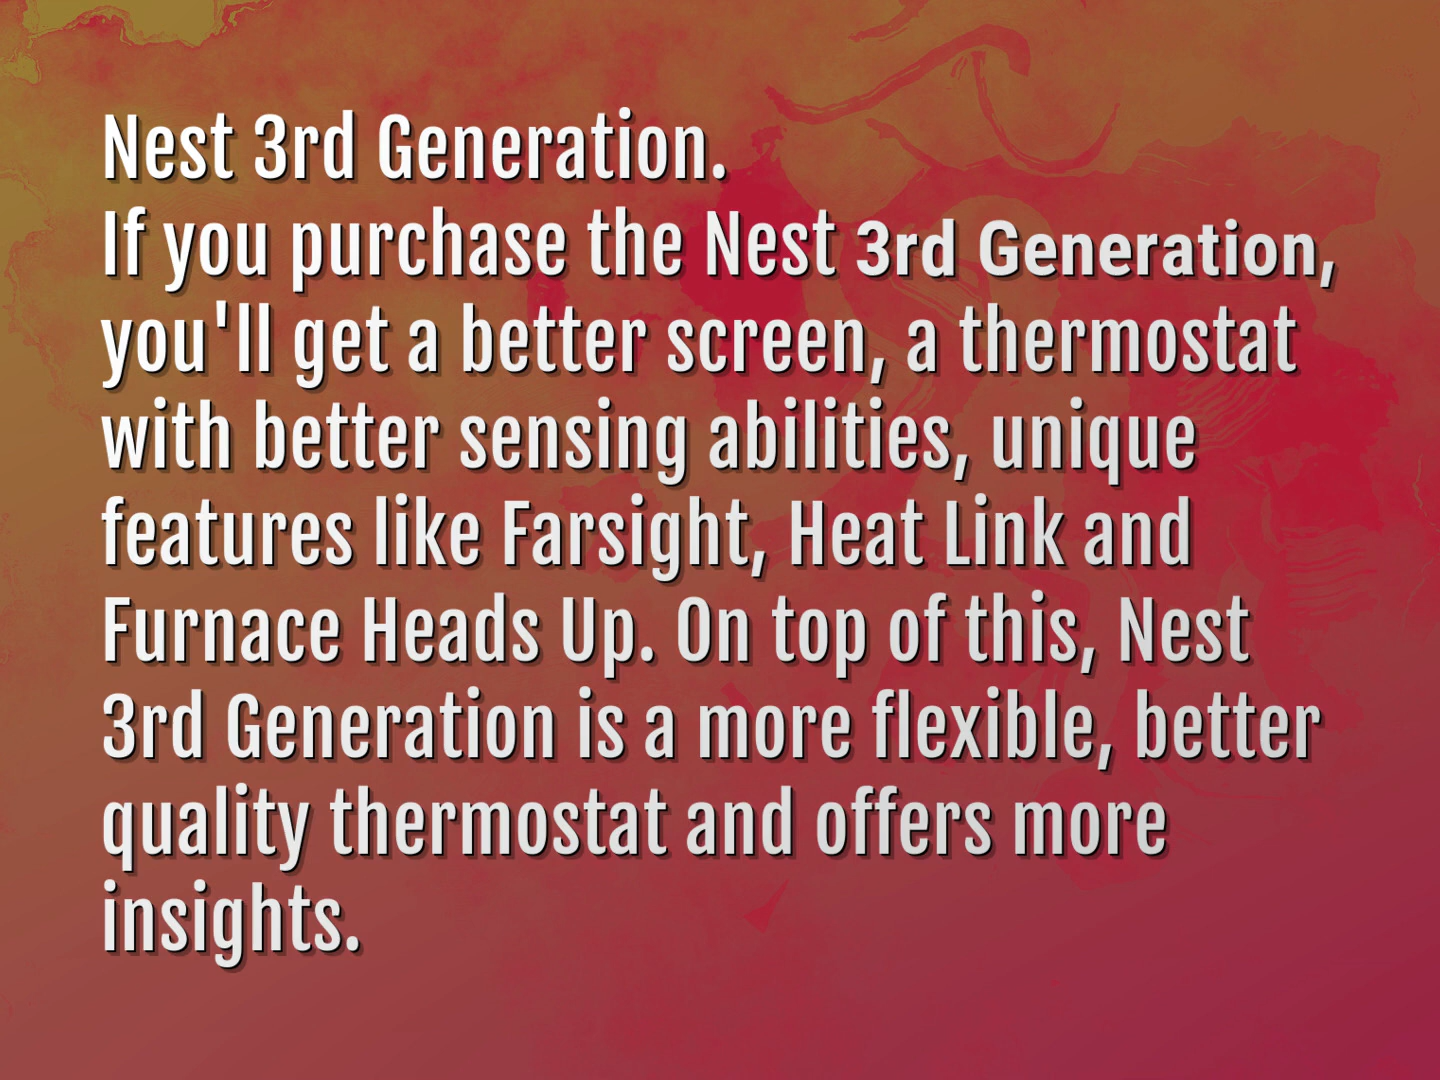 Nest 3rd Generation.
If you purchase the Nest 3rd Generation,
you'll get a better screen, a thermostat
with better sensing abilities, unique
features like Farsight, Heat Link and
Furnace Heads Up. On top of this, Nest
3rd Generation is a more flexible, better
quality thermostat and offers more
insights.